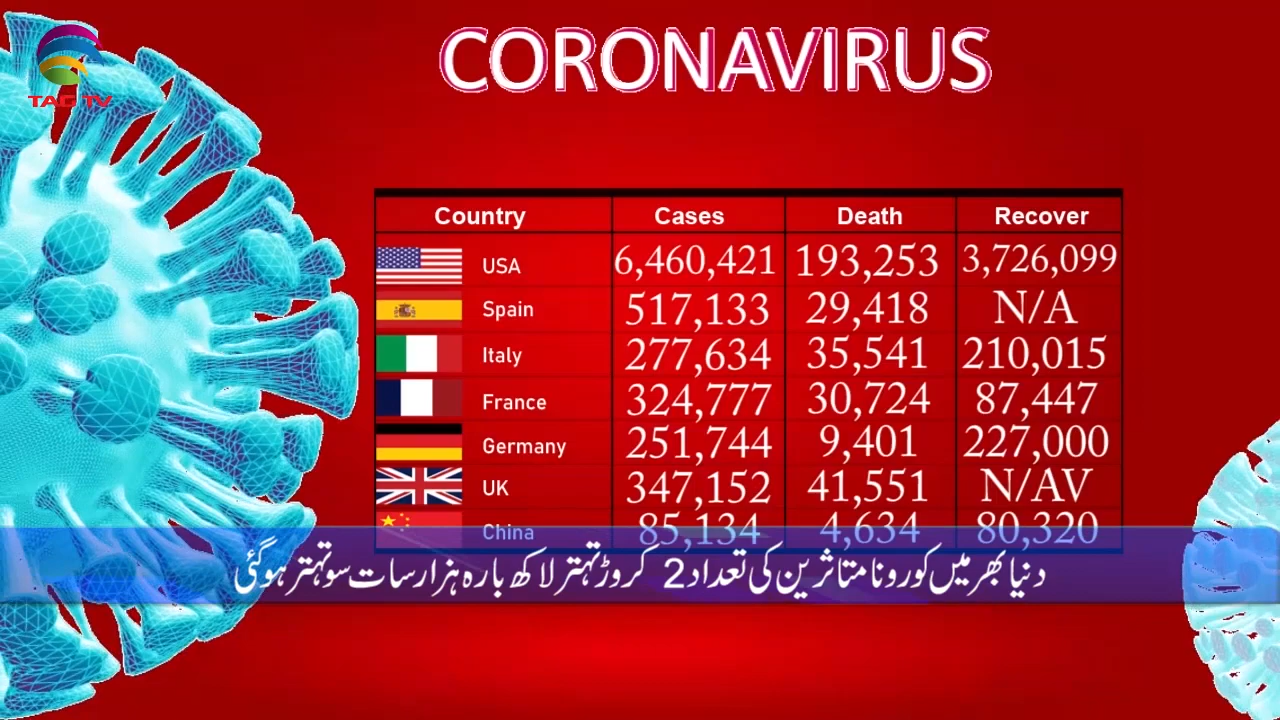 TAG TV
CORONAVIRUS
Country Cases Death Recover
USA 6,460,421 193,253 3,726,099
Spain 517,133 29,418 N/A
Italy 277,634 35,541 210,015
France 324,777 30,724 87,447
Germany 251,744 9,401 227,000
UK 347,152 41,551 N/AV
China 85,134 4,634 80,320
دنیا بھر میں کورونا متاثرین کی تعداد 2 کروڑ تہتر لاکھ بارہ ہزار سات سو تہتر ہوگئی